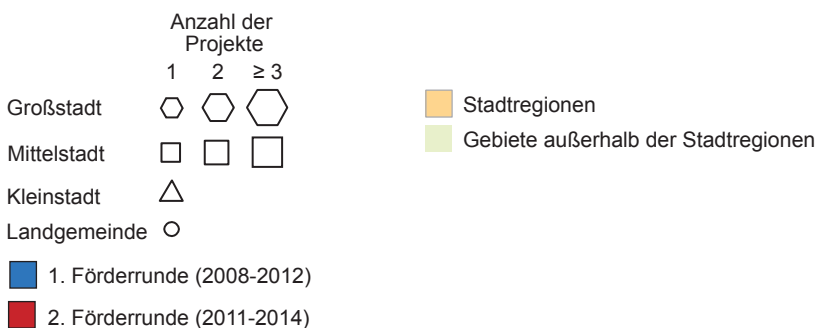 Anzahl der
Projekte
1 2 ≥ 3
Großstadt
Mittelstadt
Kleinstadt
Landgemeinde
1. Förderrunde (2008-2012)
2. Förderrunde (2011-2014)
Stadtregionen
Gebiete außerhalb der Stadtregionen